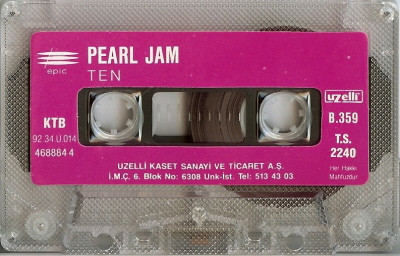 PEARL JAM
TEN
epic
uzelli
KTB
B.359
92.34.U.014
T.S.
468884 4
2240
UZELLI KASET SANAYİ VE TİCARET A.Ş.
İ.M.Ç. 6. Blok No: 6308 Unk-Ist. Tel: 513 43 03
Her Hakkı
Mahfuzdur